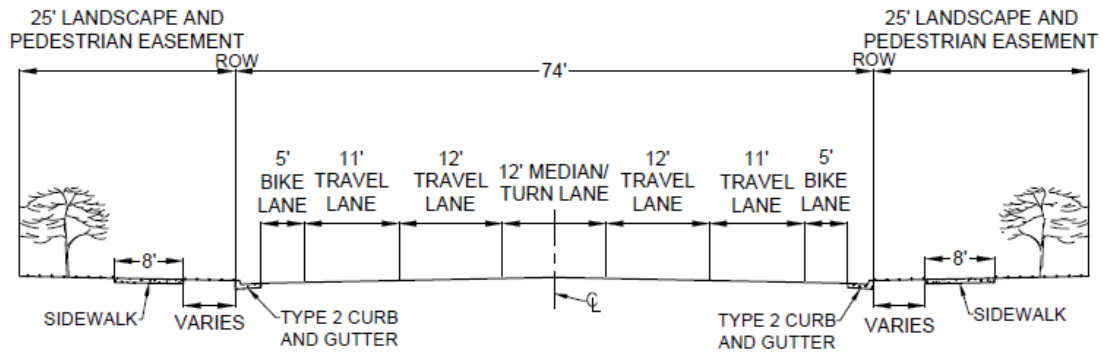 25' LANDSCAPE AND
PEDESTRIAN EASEMENT
ROW
74'
ROW
25' LANDSCAPE AND
PEDESTRIAN EASEMENT
5'
BIKE
LANE
11'
TRAVEL
LANE
12'
TRAVEL
LANE
12' MEDIAN/
TURN LANE
12'
TRAVEL
LANE
11'
TRAVEL
LANE
5'
BIKE
LANE
8'
8'
SIDEWALK
VARIES
TYPE 2 CURB
AND GUTTER
℄
TYPE 2 CURB
AND GUTTER
VARIES
SIDEWALK